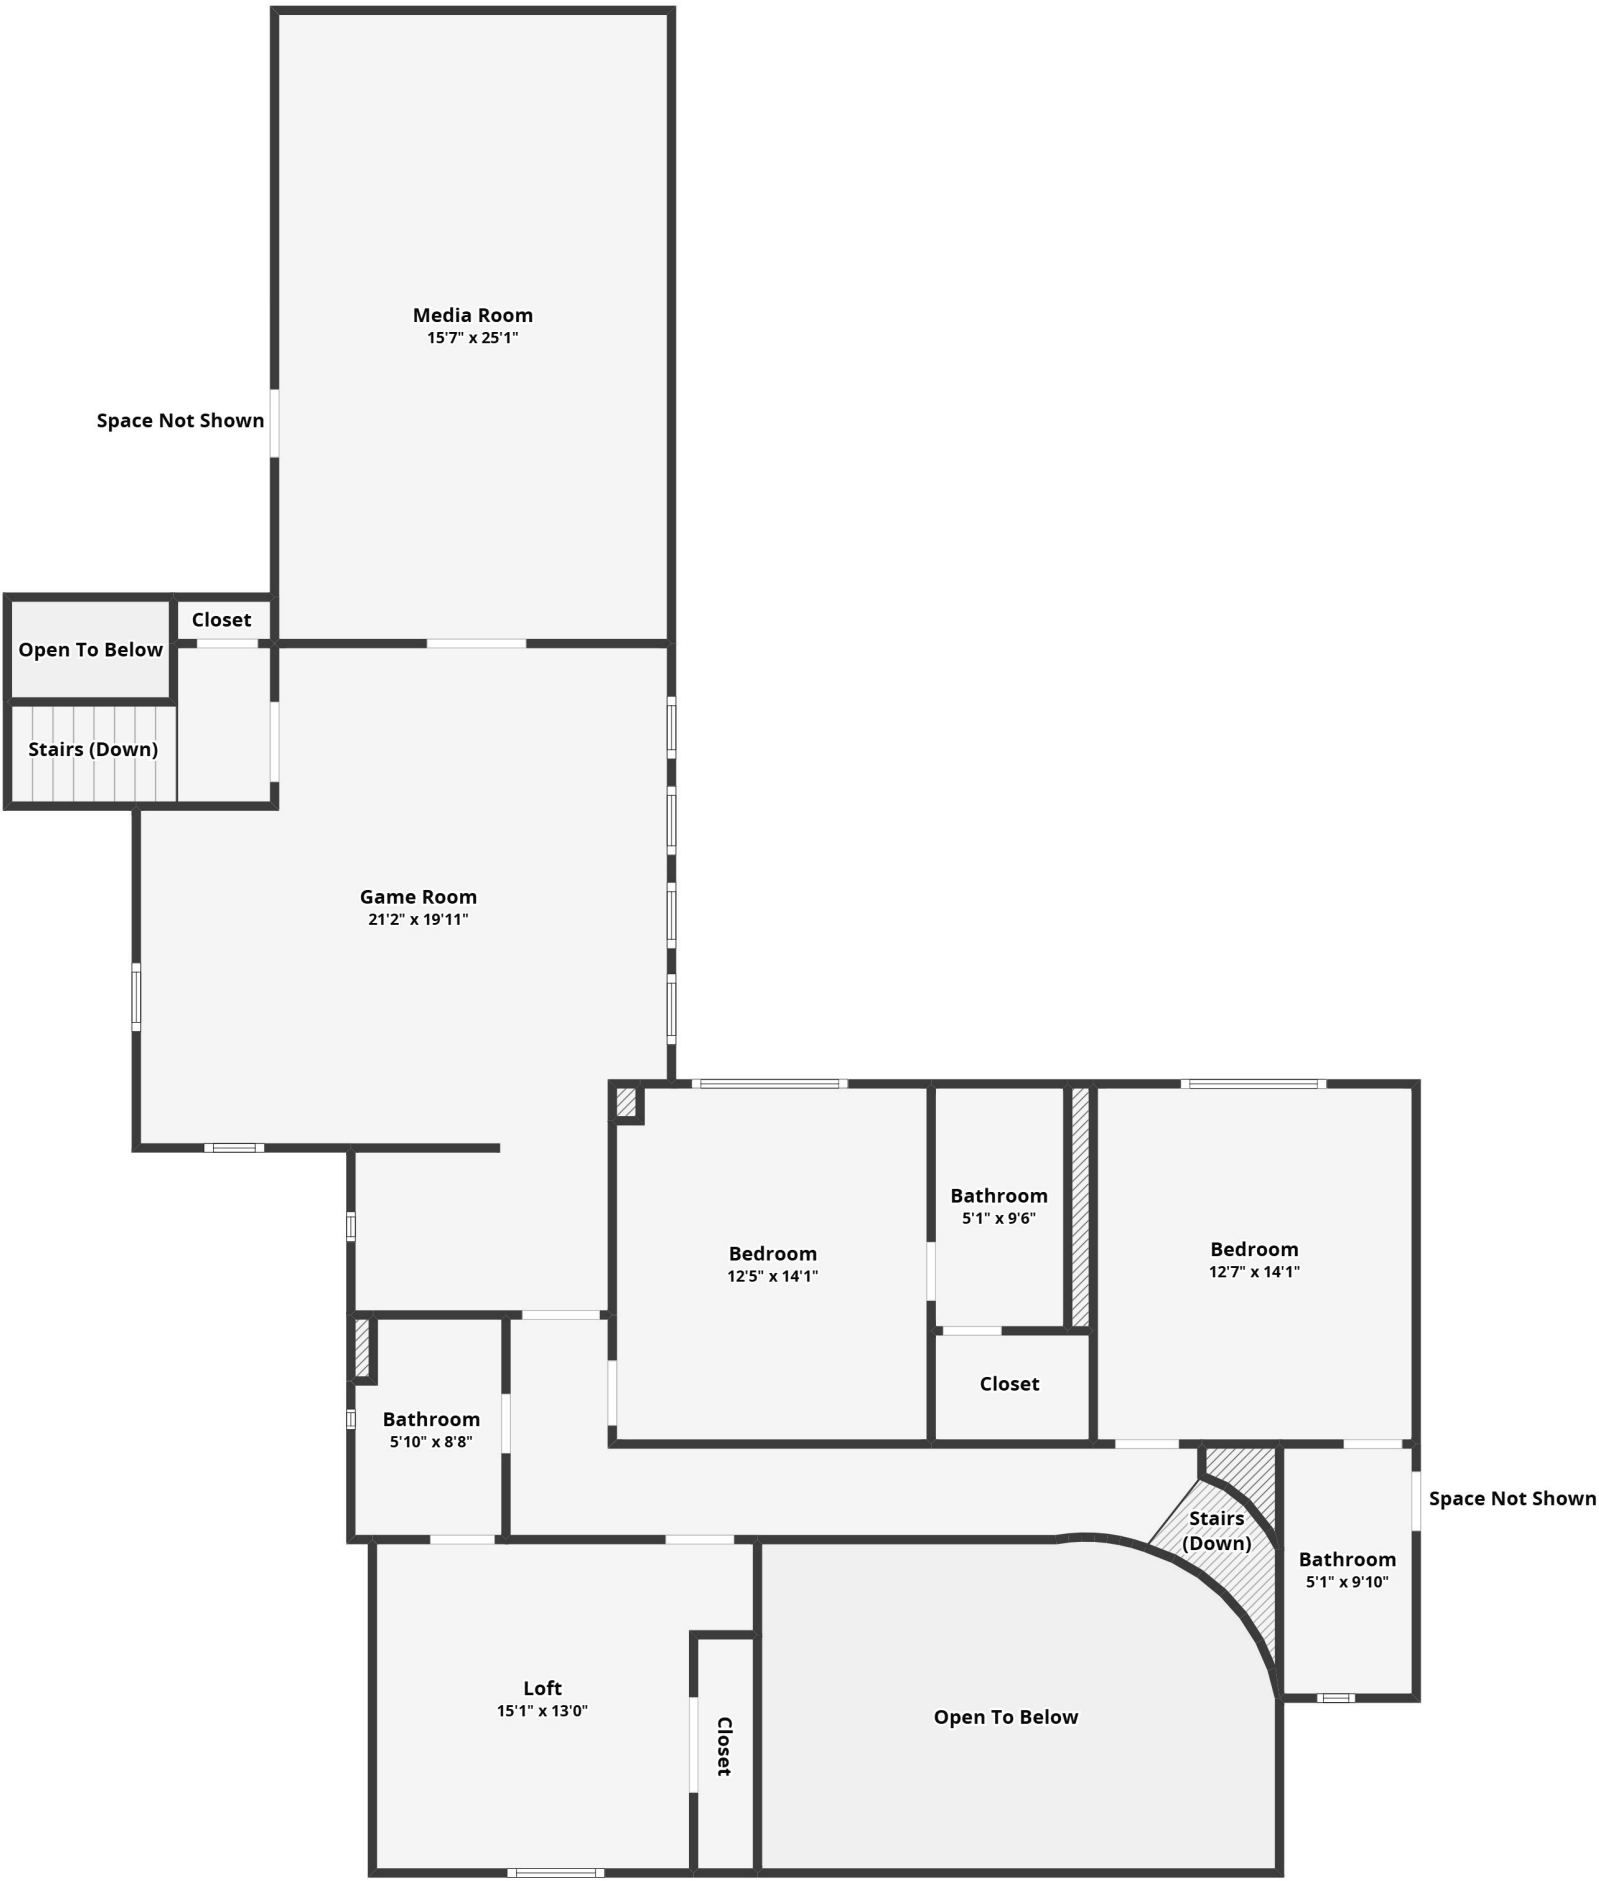 Media Room
15'7" x 25'1"
Space Not Shown
Closet
Open To Below
Stairs (Down)
Game Room
21'2" x 19'11"
Bathroom
5'1" x 9'6"
Bedroom
12'5" x 14'1"
Bedroom
12'7" x 14'1"
Closet
Bathroom
5'10" x 8'8"
Space Not Shown
Stairs
(Down)
Bathroom
5'1" x 9'10"
Loft
15'1" x 13'0"
Closet
Open To Below